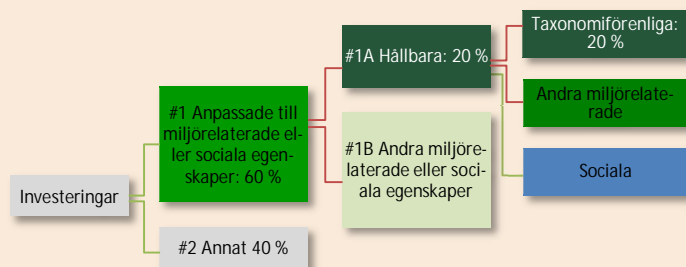 Investeringar
#1 Anpassade till
miljörelaterade el-
ler sociala egen-
skaper: 60 %
#2 Annat 40 %
#1A Hållbara: 20 %
#1B Andra miljöre-
laterade eller soci-
ala egenskaper
Taxonomiförenliga:
20 %
Andra miljörelate-
rade
Sociala